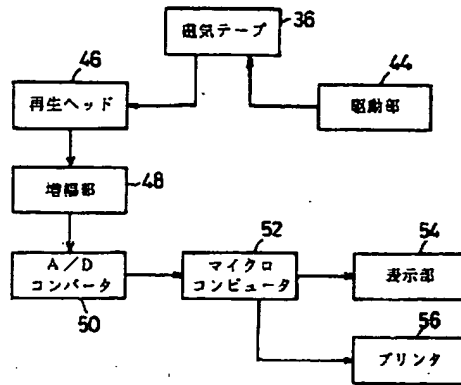 磁気テープ
36
46
再生ヘッド
44
駆動部
増幅部
48
A/D
コンバータ
50
52
マイクロ
コンピュータ
54
表示部
56
プリンタ